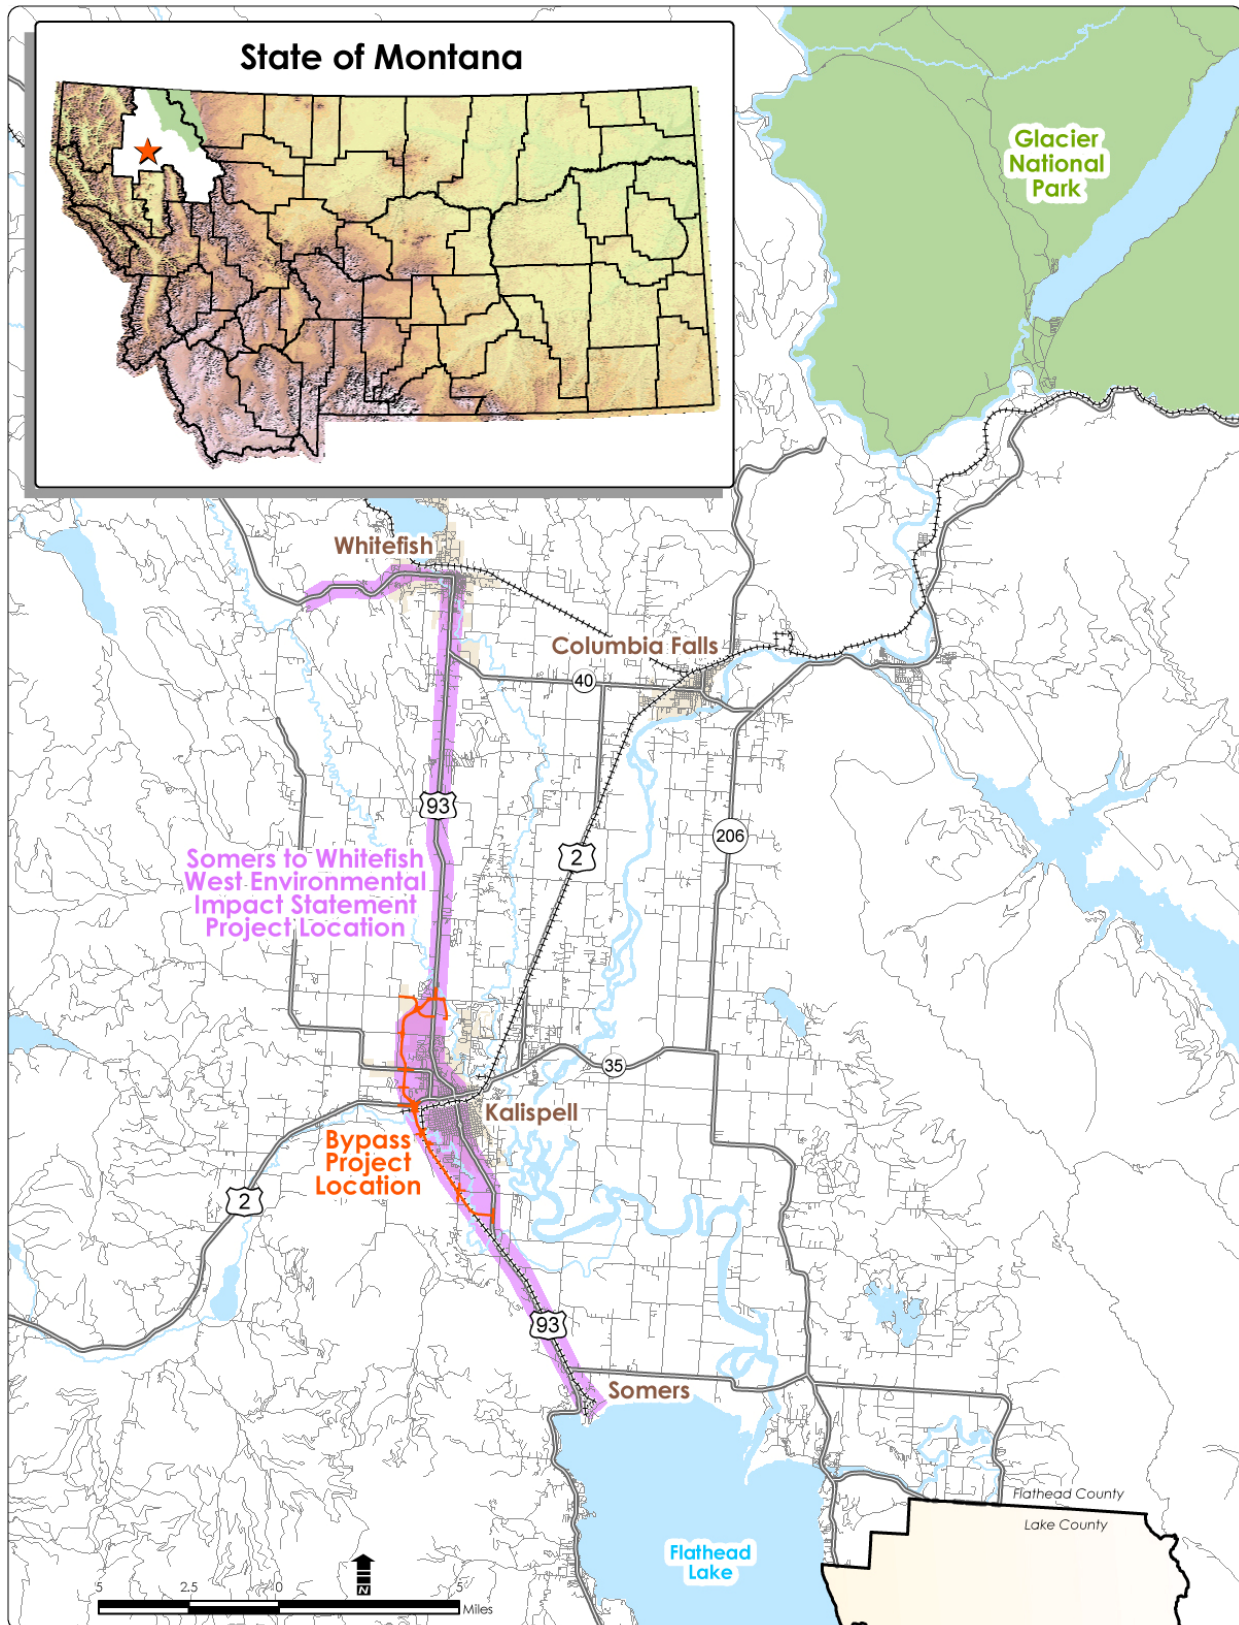 State of Montana
Glacier
National
Park
Whitefish
Columbia Falls
40
93
2
206
Somers to Whitefish
West Environmental
Impact Statement
Project Location
35
Kalispell
Bypass
Project
Location
2
93
Somers
Flathead County
Lake County
Flathead
Lake
N
5 2.5 0 5
Miles